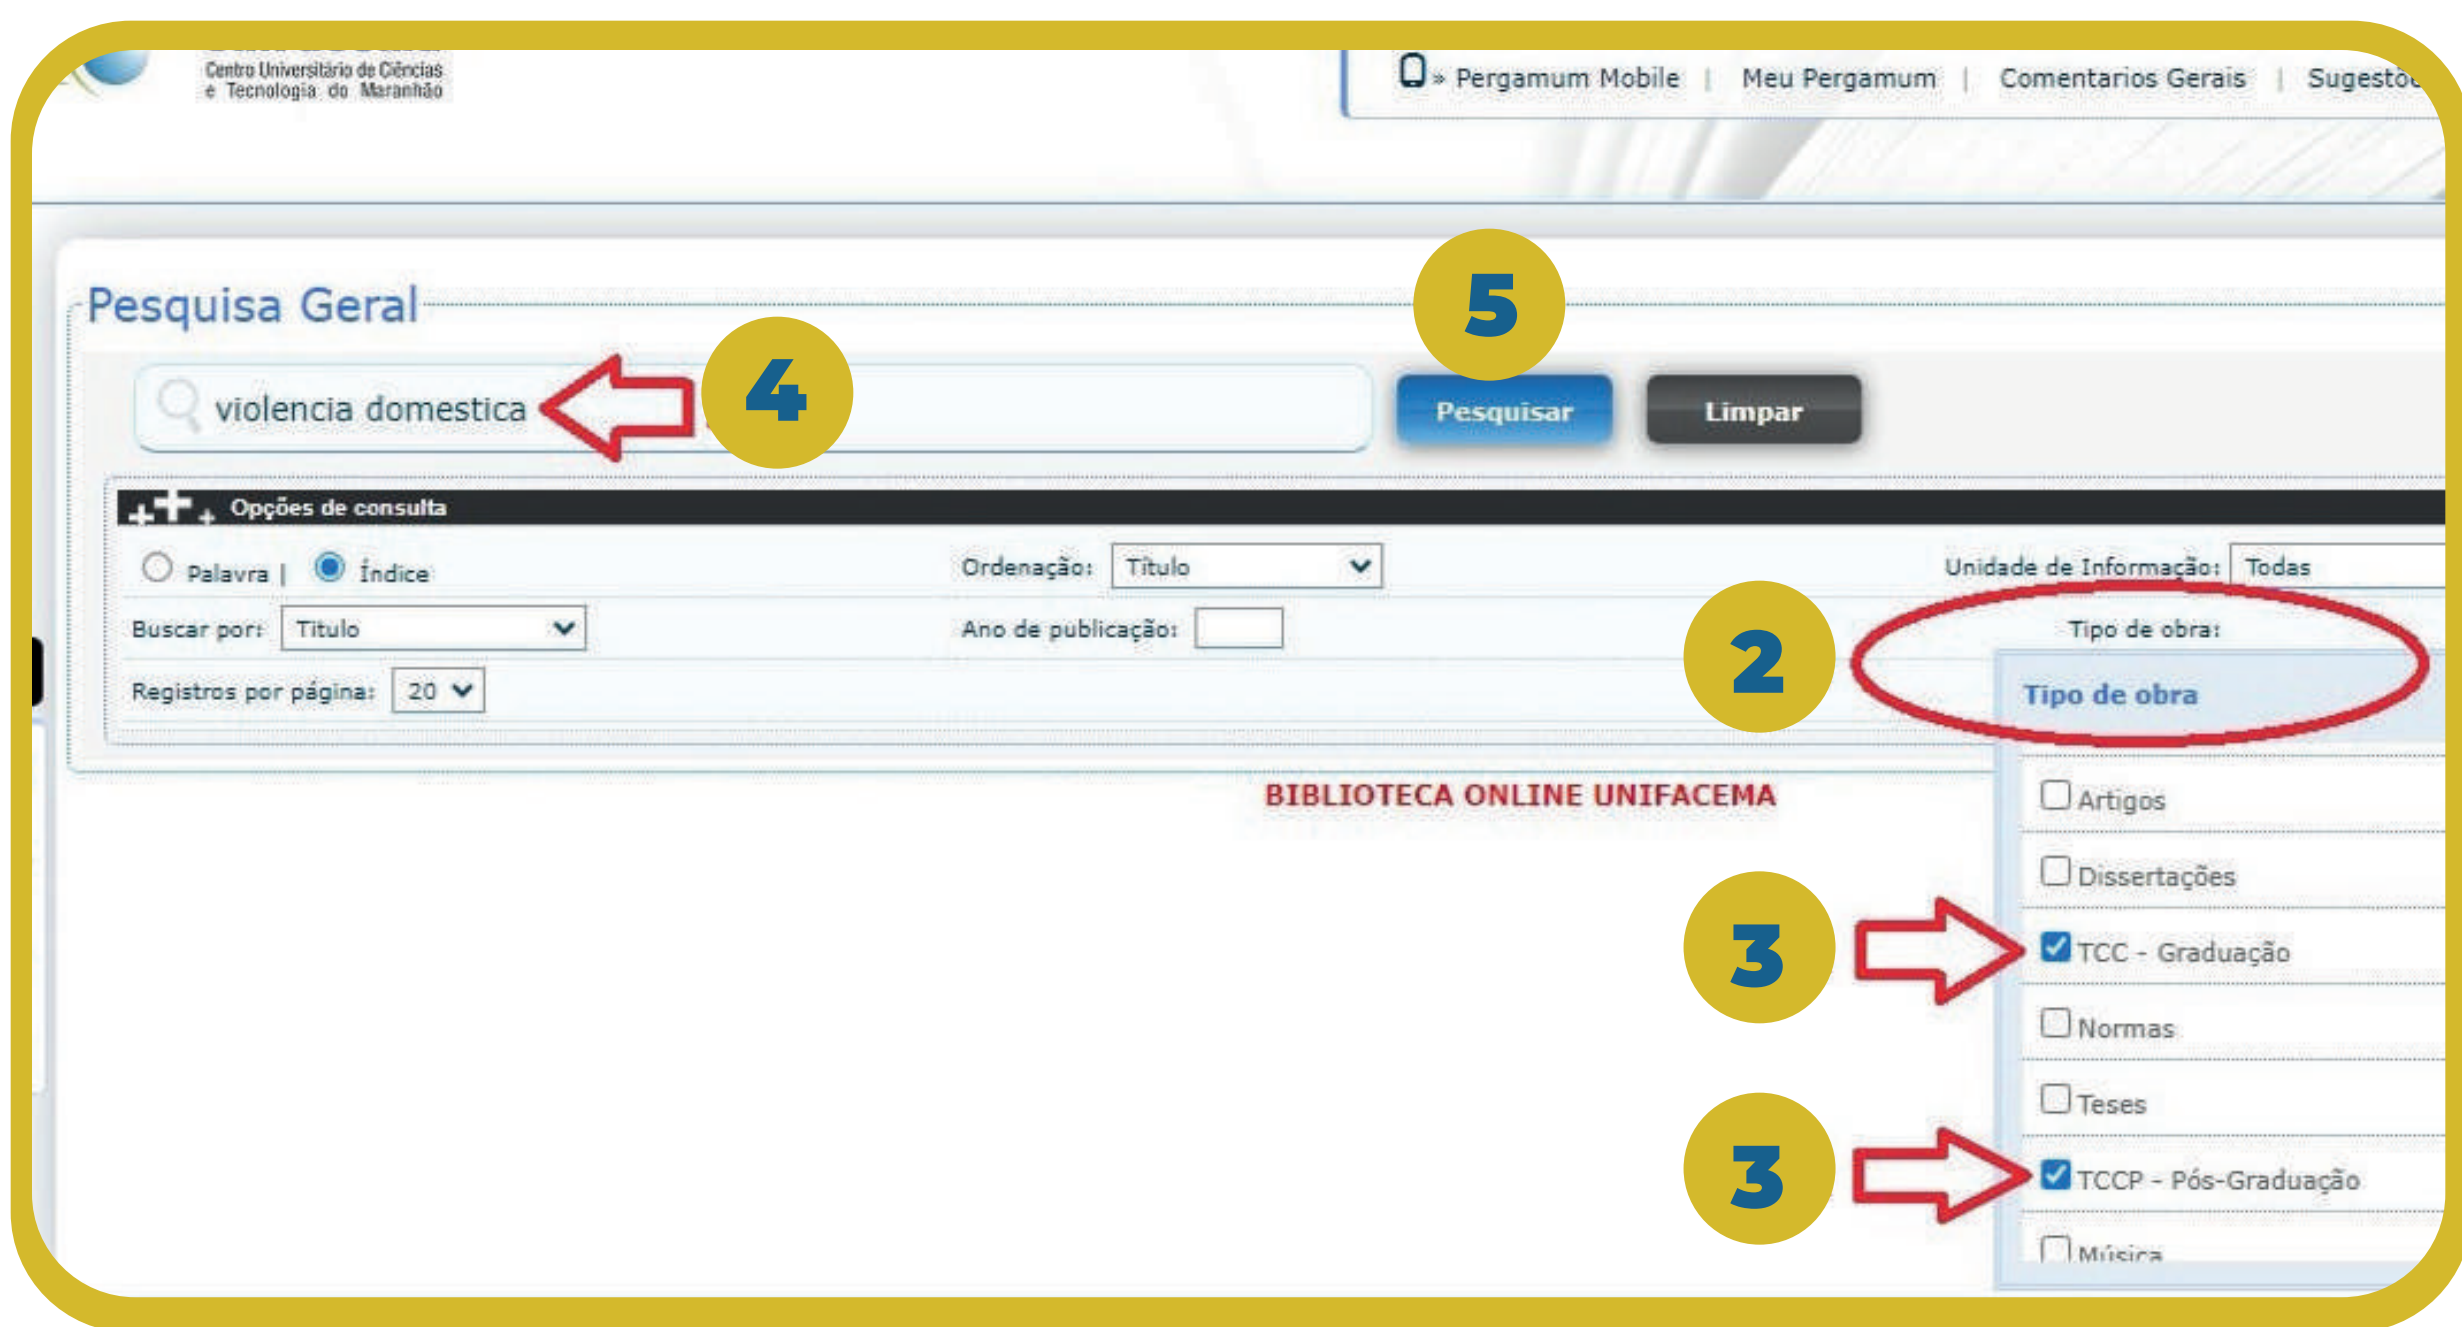 Centro Universitário de Ciências
e Tecnologia do Maranhão
» Pergamum Mobile | Meu Pergamum | Comentarios Gerais |
Pesquisa Geral
5
4
violencia domestica
Pesquisar
Limpar
Opções de consulta
Palavra | Índice
Ordenação: Título
Unidade de Informação: Todas
Buscar por: Titulo
Ano de publicação:
Tipo de obra:
2
Registros por página: 20
Tipo de obra
BIBLIOTECA ONLINE UNIFACEMA
Artigos
Dissertações
3
TCC - Graduação
Normas
Teses
3
TCCP - Pós-Graduação
Música